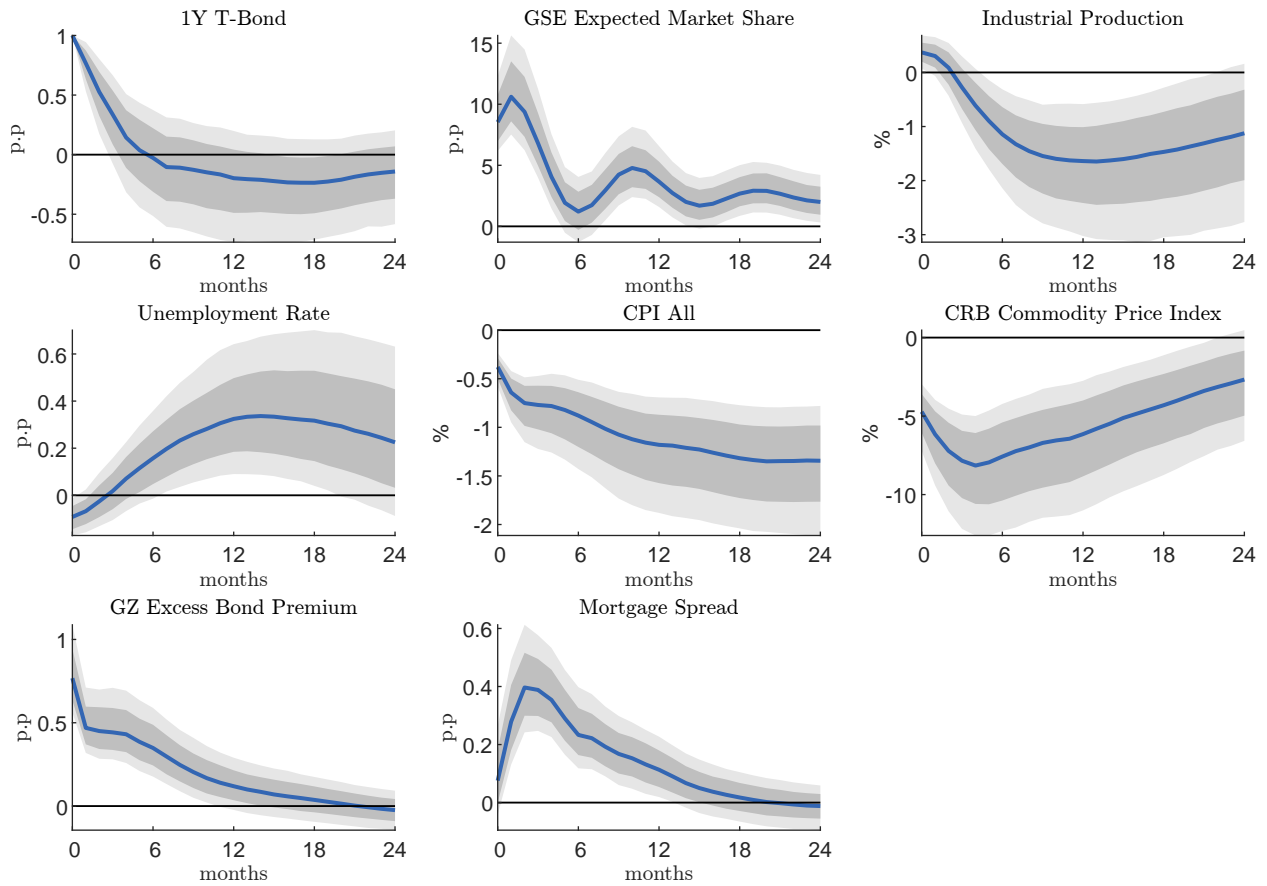 1Y T-Bond
1
0.5
0
-0.5
p.p
0 6 12 18 24
months
GSE Expected Market Share
15
10
5
0
p.p
0 6 12 18 24
months
Industrial Production
0
-1
-2
-3
%
0 6 12 18 24
months
Unemployment Rate
0.6
0.4
0.2
0
p.p
0 6 12 18 24
months
CPI All
0
-0.5
-1
-1.5
-2
%
0 6 12 18 24
months
CRB Commodity Price Index
0
-5
-10
%
0 6 12 18 24
months
GZ Excess Bond Premium
1
0.5
0
p.p
0 6 12 18 24
months
Mortgage Spread
0.6
0.4
0.2
0
p.p
0 6 12 18 24
months